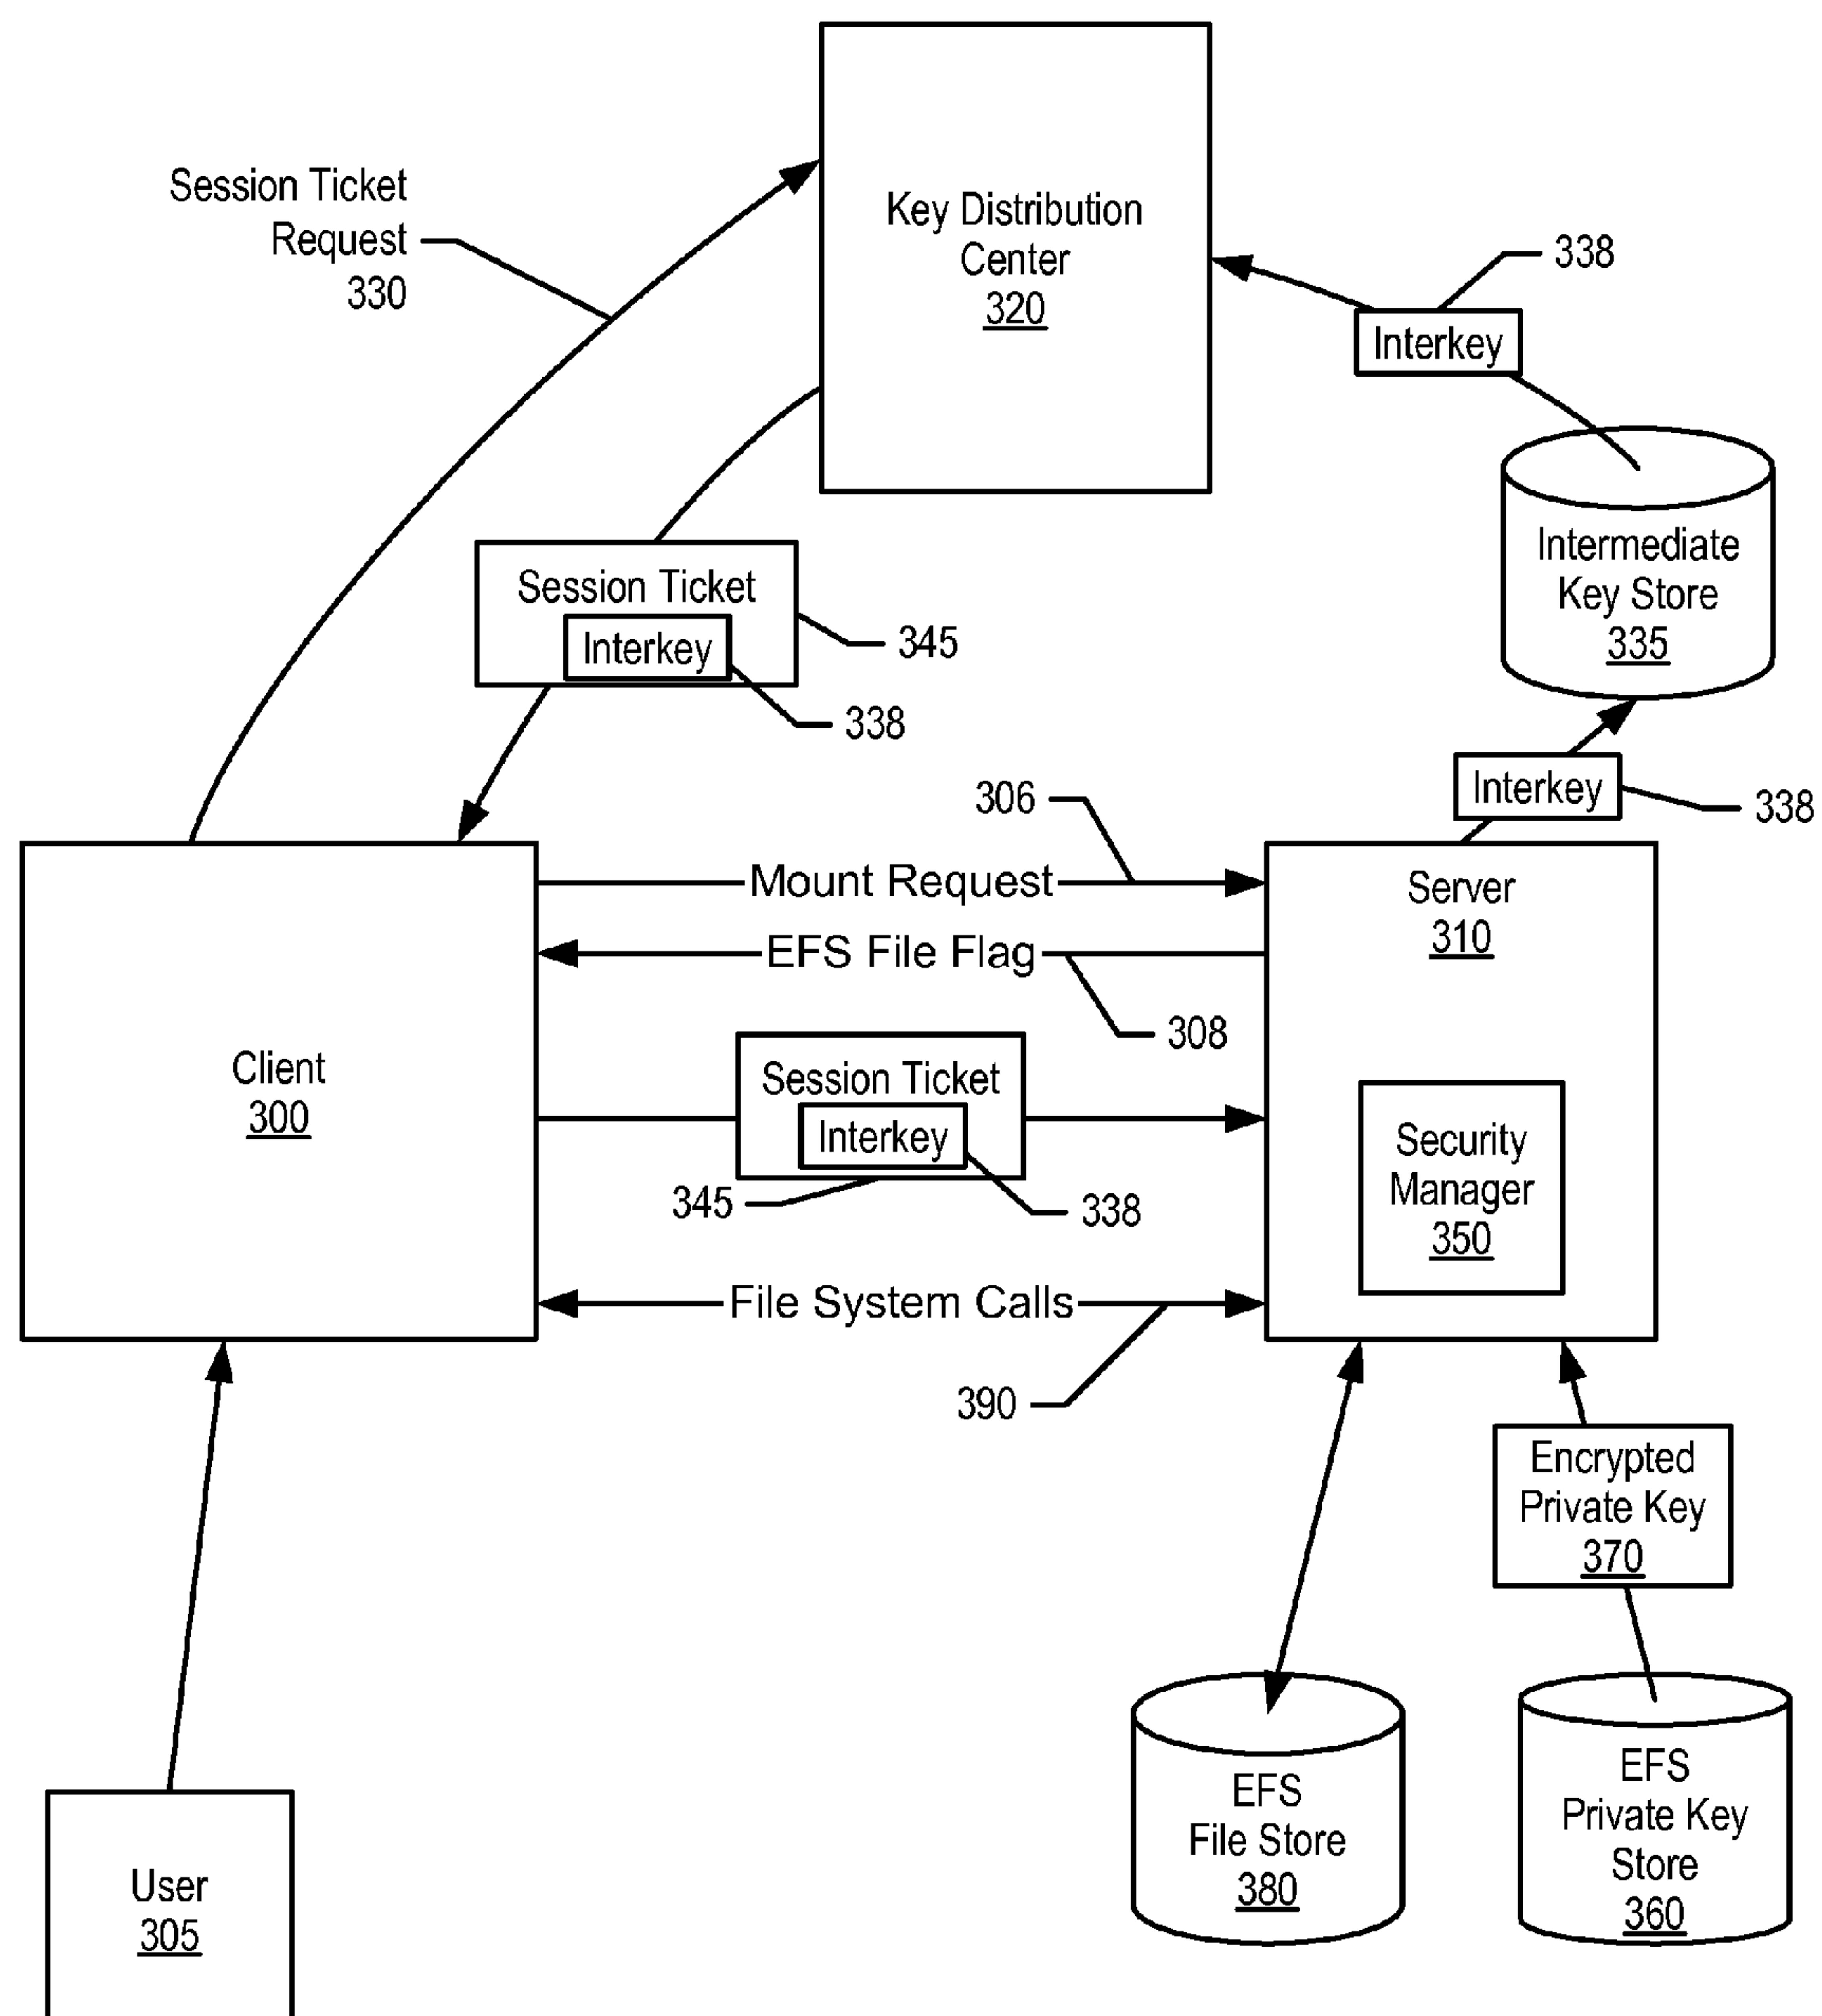 Session Ticket
Request
330
Key Distribution
Center
320
338
Interkey
Session Ticket
Interkey
345
338
Intermediate
Key Store
335
Interkey
338
306
Mount Request
EFS File Flag
308
Client
300
Server
310
Session Ticket
Interkey
345
338
Security
Manager
350
File System Calls
390
Encrypted
Private Key
370
EFS
File Store
380
EFS
Private Key
Store
360
User
305